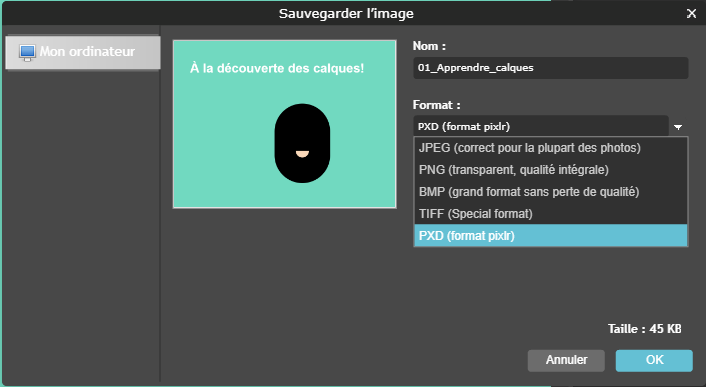 Sauvegarder l'image
Mon ordinateur
À la découverte des calques!
Nom :
01_Apprendre_calques
Format :
PXD (format pixlr)
JPEG (correct pour la plupart des photos)
PNG (transparent, qualité intégrale)
BMP (grand format sans perte de qualité)
TIFF (Special format)
PXD (format pixlr)
Taille : 45 KB
Annuler
OK